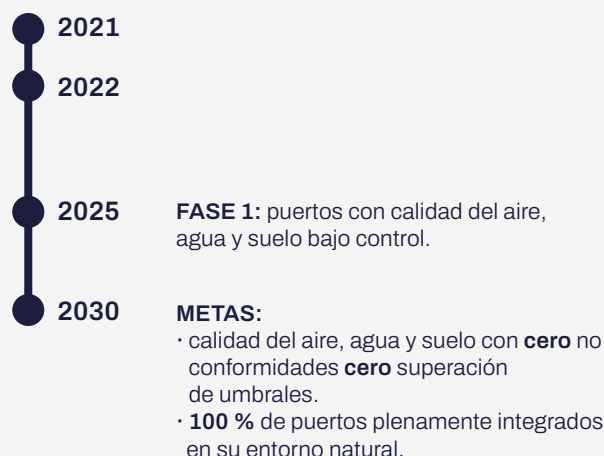 2021
2022
2025
FASE 1: puertos con calidad del aire,
agua y suelo bajo control.
2030
METAS:
· calidad del aire, agua y suelo con cero no
conformidades cero superación
de umbrales.
· 100 % de puertos plenamente integrados
en su entorno natural.